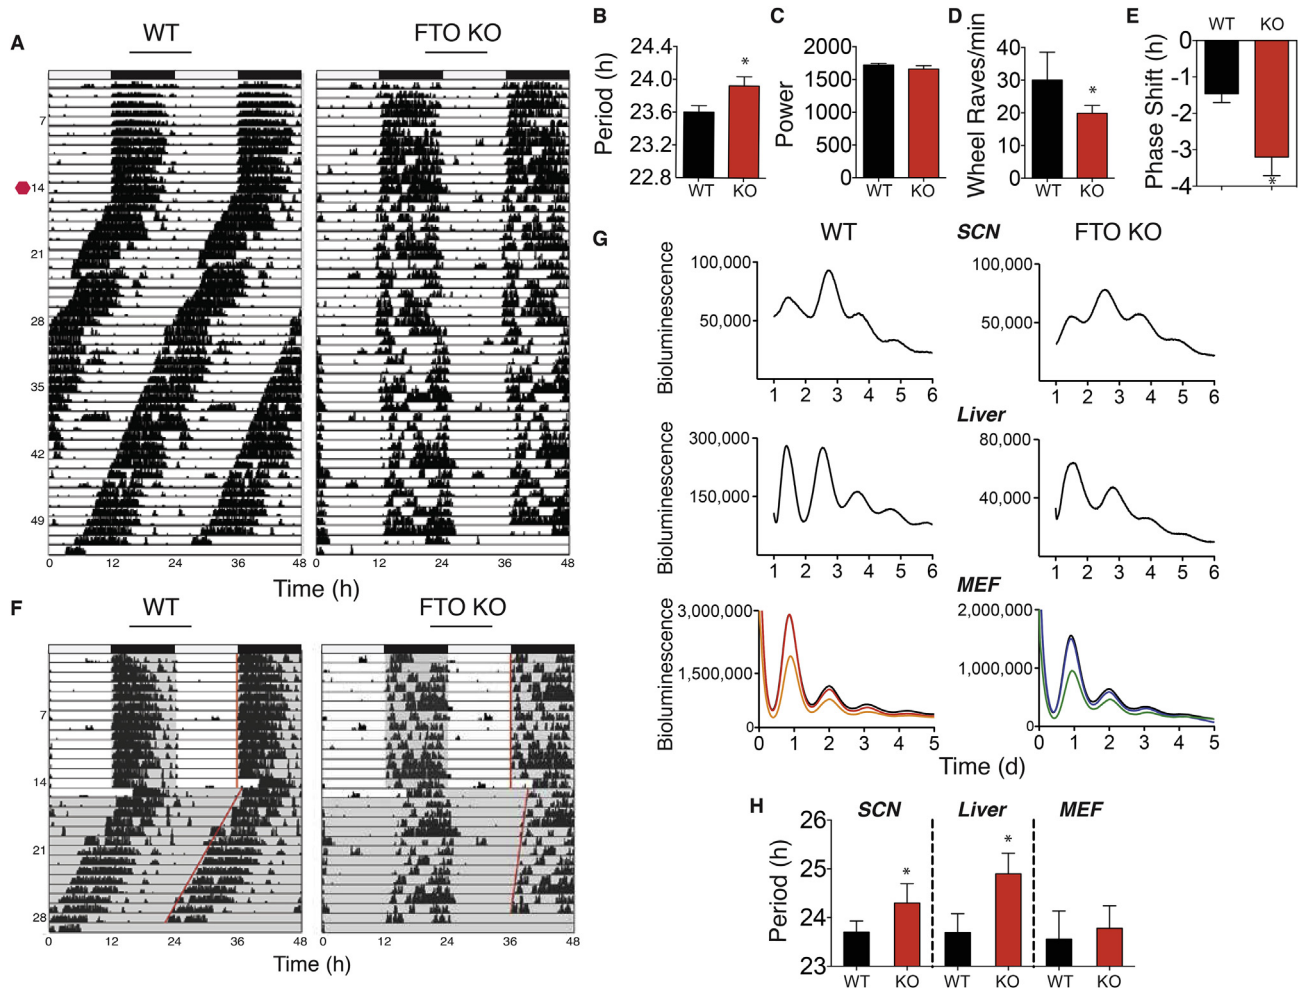 A
WT
FTO KO
7
14
21
28
35
42
49
0 12 24 36 48
0 12 24 36 48
Time (h)
B
Period (h)
24.4
24.0
23.6
23.2
22.8
*
WT KO
C
Power
2000
1500
1000
500
0
WT KO
D
Wheel Raves/min
40
30
20
10
0
*
WT KO
E
WT KO
Phase Shift (h)
0
-1
-2
-3
-4
*
F
WT
FTO KO
7
14
21
28
0 12 24 36 48
0 12 24 36 48
Time (h)
G
WT
SCN
FTO KO
Bioluminescence
100,000
50,000
1 2 3 4 5 6
100,000
50,000
1 2 3 4 5 6
Liver
Bioluminescence
300,000
150,000
1 2 3 4 5 6
80,000
40,000
1 2 3 4 5 6
MEF
Bioluminescence
3,000,000
1,500,000
0
0 1 2 3 4 5
2,000,000
1,000,000
0
0 1 2 3 4 5
Time (d)
H
SCN
Liver
MEF
Period (h)
26
25
24
23
*
*
WT KO WT KO WT KO